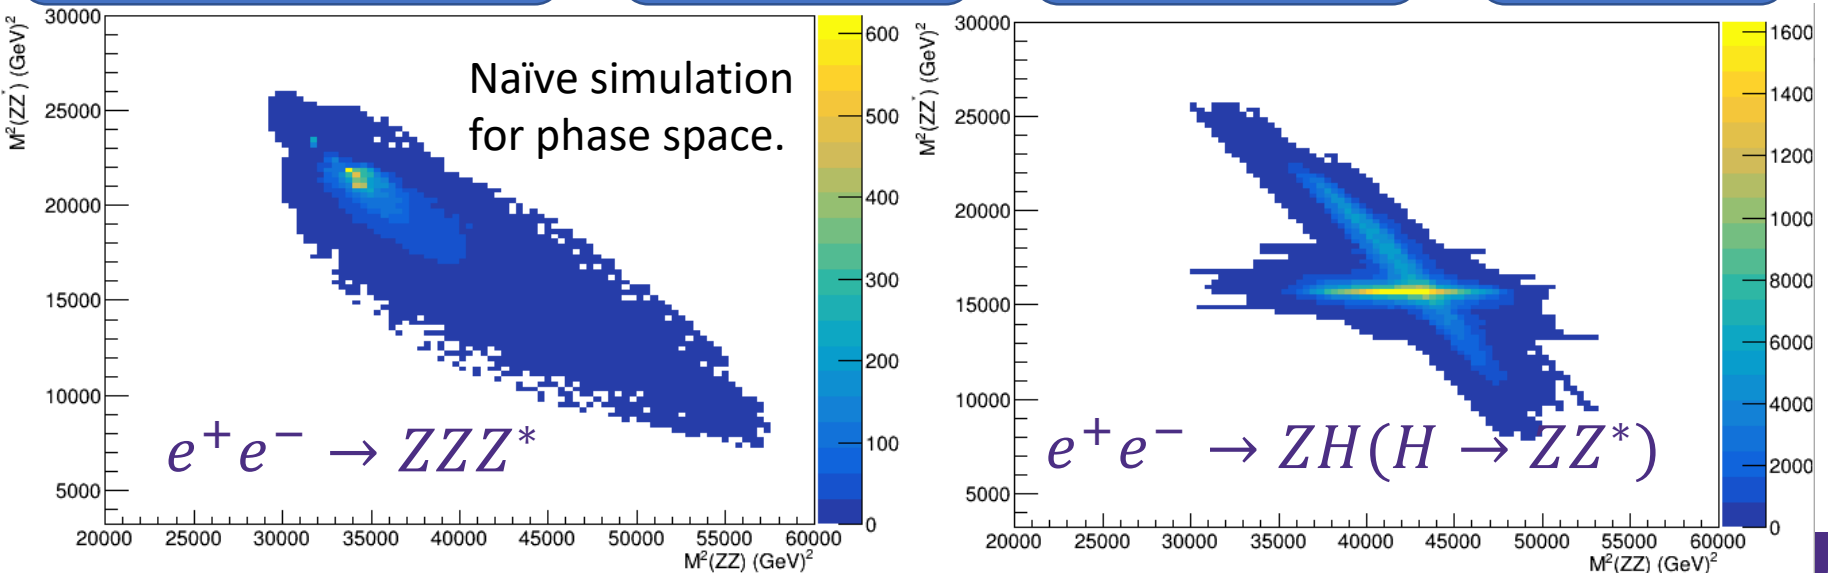 M²(ZZ*) (GeV)²
30000
25000
20000
15000
10000
5000
Naïve simulation
for phase space.
e⁺e⁻ → ZZZ*
20000 25000 30000 35000 40000 45000 50000 55000 60000
M²(ZZ) (GeV)²
600
500
400
300
200
100
0
M²(ZZ*) (GeV)²
30000
25000
20000
15000
10000
5000
e⁺e⁻ → ZH(H → ZZ*)
20000 25000 30000 35000 40000 45000 50000 55000 60000
M²(ZZ) (GeV)²
1600
1400
1200
1000
8000
6000
4000
2000
0